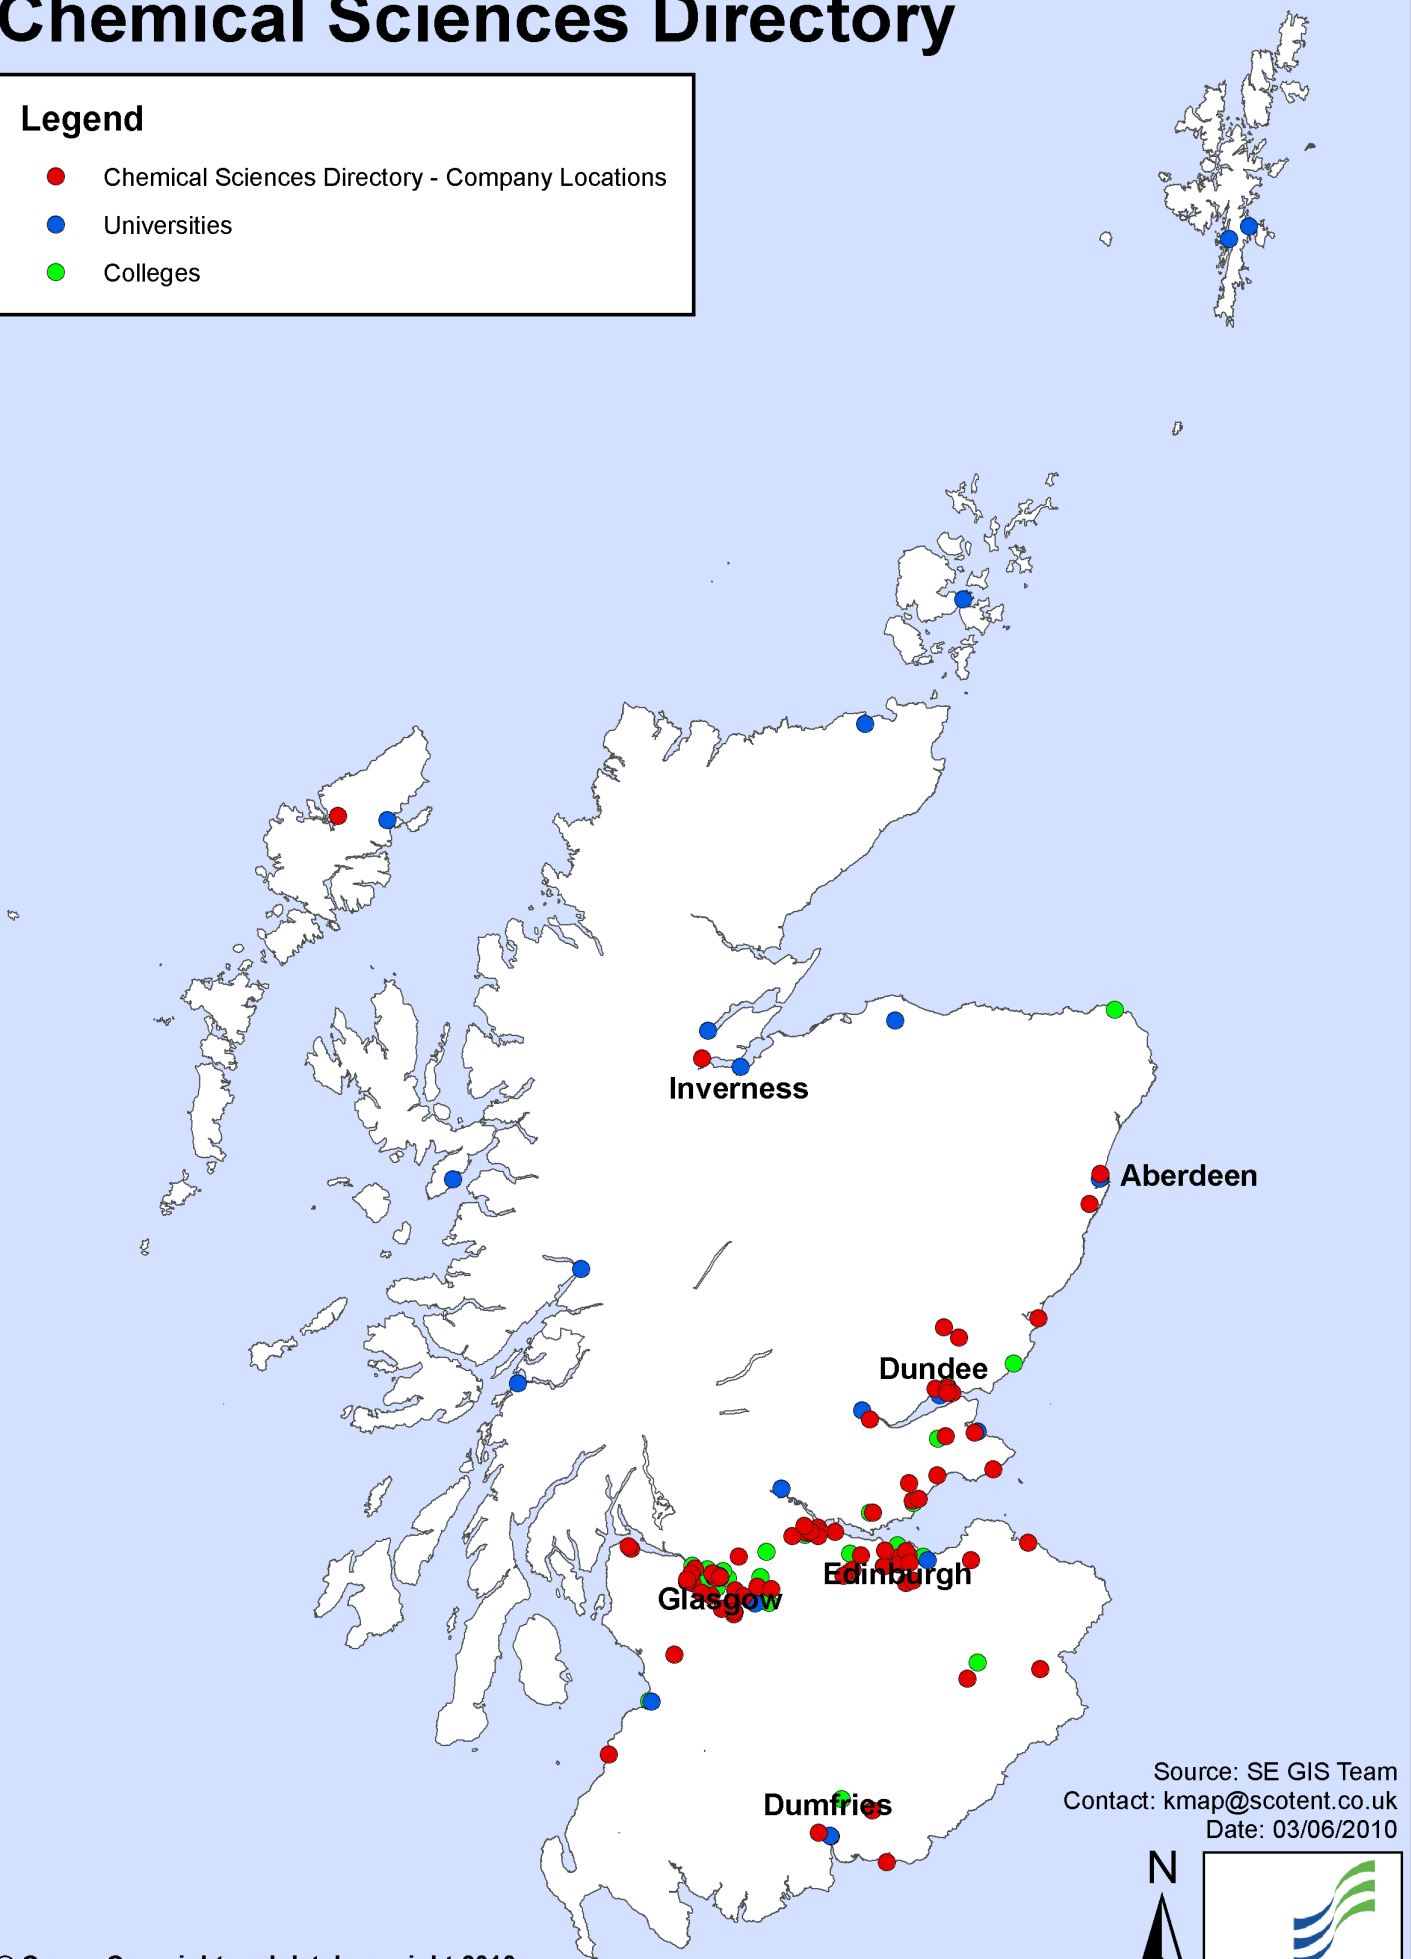 Chemical Sciences Directory
Legend
Chemical Sciences Directory - Company Locations
Universities
Colleges
Inverness
Aberdeen
Dundee
Edinburgh
Glasgow
Dumfries
Source: SE GIS Team
Contact: kmap@scotent.co.uk
Date: 03/06/2010
N